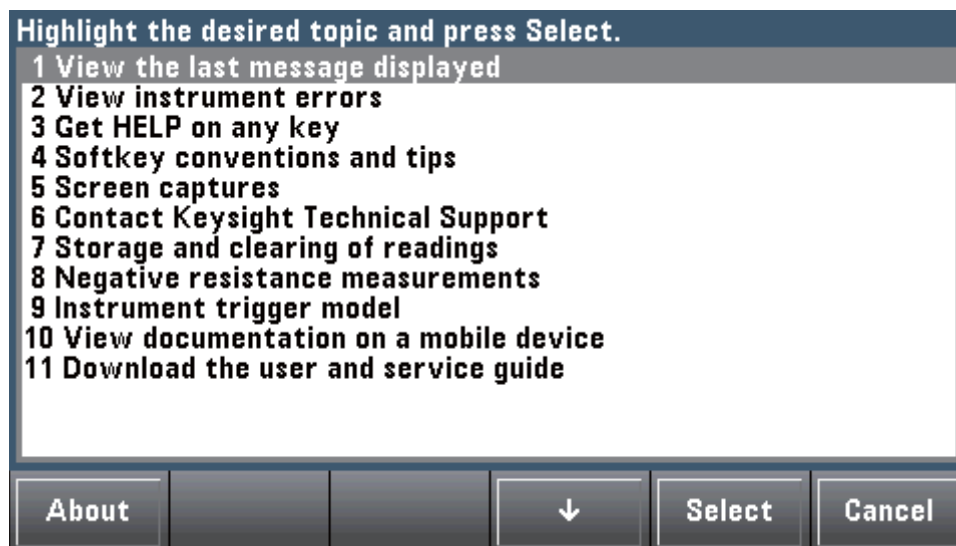 Highlight the desired topic and press Select.
1 View the last message displayed
2 View instrument errors
3 Get HELP on any key
4 Softkey conventions and tips
5 Screen captures
6 Contact Keysight Technical Support
7 Storage and clearing of readings
8 Negative resistance measurements
9 Instrument trigger model
10 View documentation on a mobile device
11 Download the user and service guide
About ↓ Select Cancel